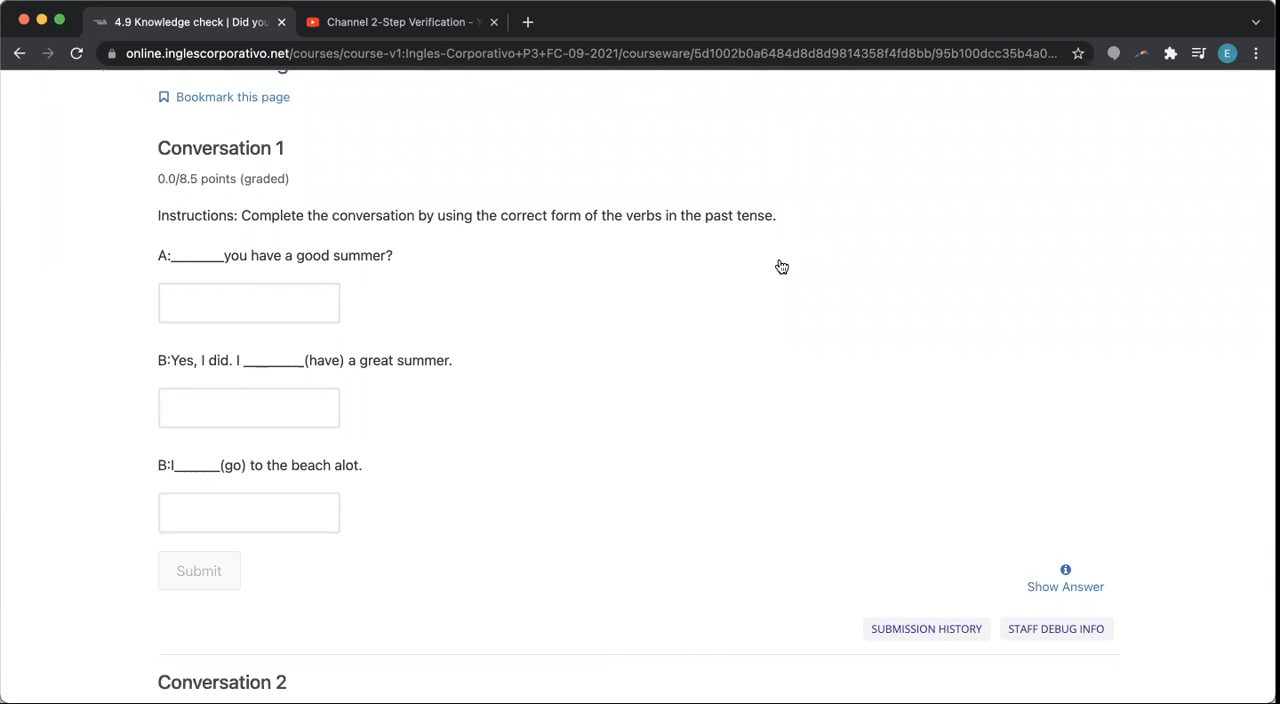 4.9 Knowledge check | Did you
Channel 2-Step Verification -
online.inglescorporativo.net/courses/course-v1:Ingles-Corporativo+P3+FC-09-2021/courseware/5d1002b0a6484d8d8d9814358f4fd8bb/95b100dcc35b4a0...
E
Bookmark this page
Conversation 1
0.0/8.5 points (graded)
Instructions: Complete the conversation by using the correct form of the verbs in the past tense.
A:_______you have a good summer?
B:Yes, I did. I ________(have) a great summer.
B:I______(go) to the beach alot.
Submit
Show Answer
SUBMISSION HISTORY
STAFF DEBUG INFO
Conversation 2